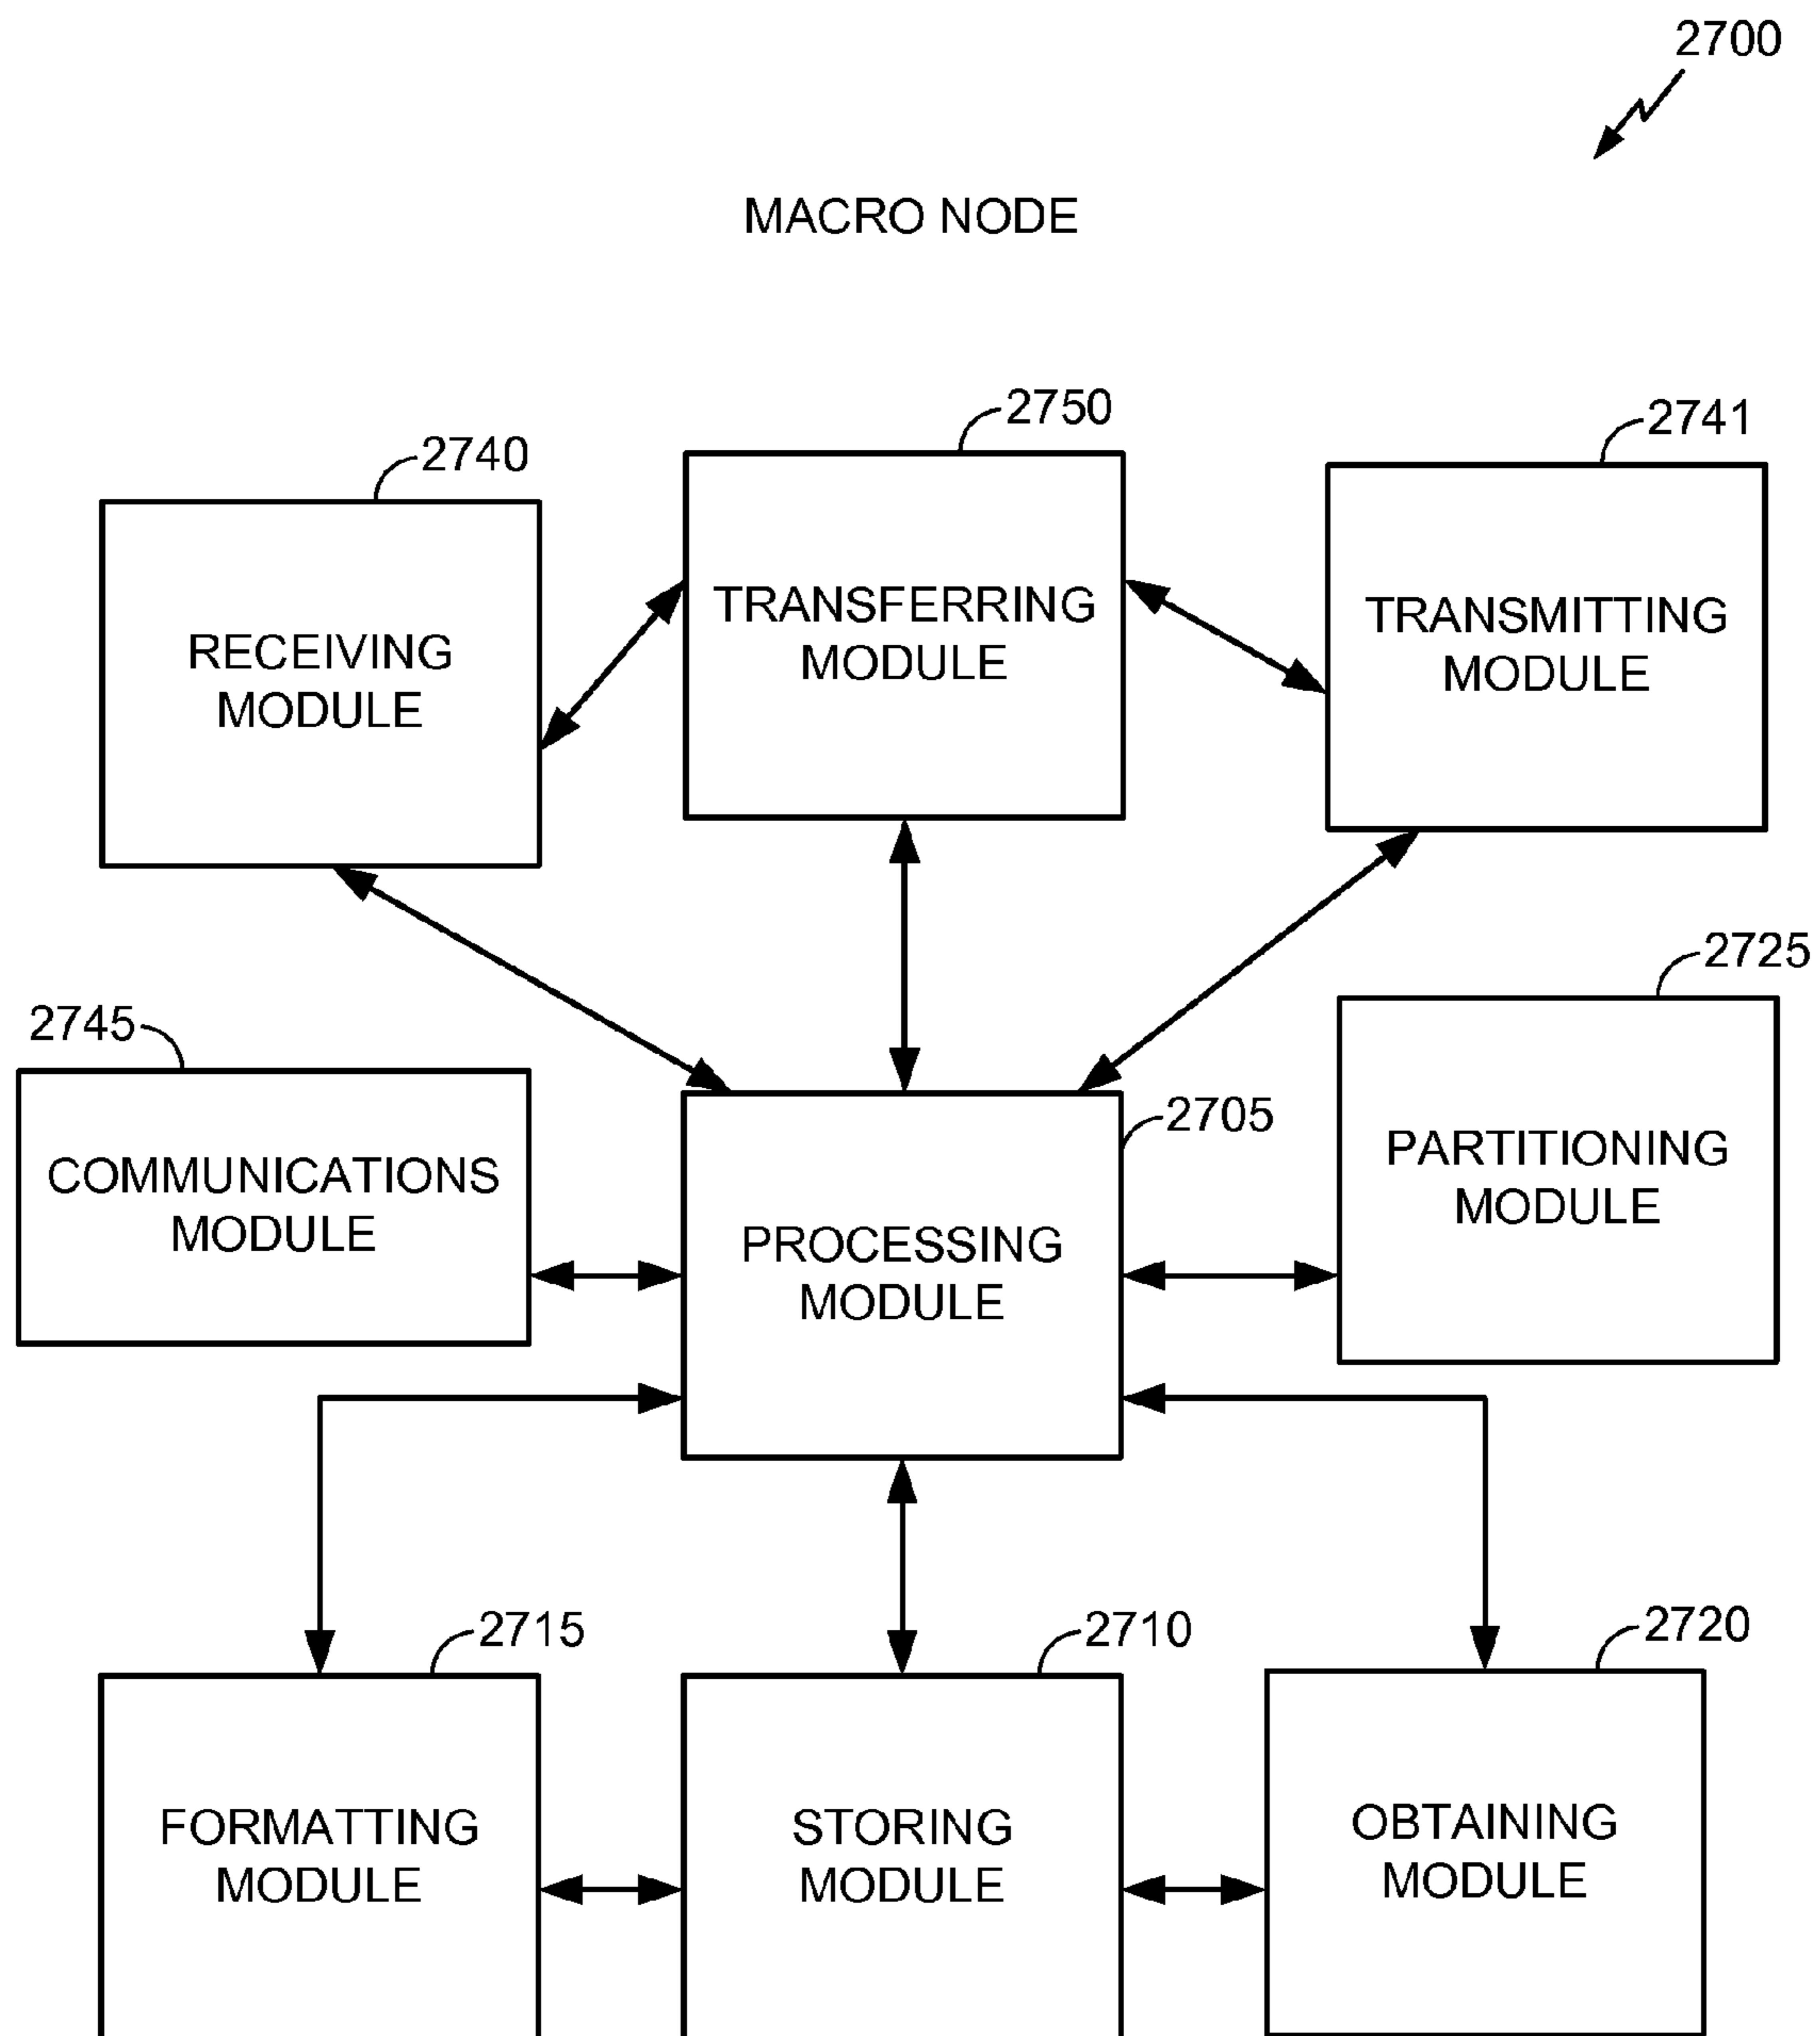 2700
MACRO NODE
2750
2741
2740
TRANSFERRING
MODULE
TRANSMITTING
MODULE
RECEIVING
MODULE
2725
2745
2705
PARTITIONING
MODULE
COMMUNICATIONS
MODULE
PROCESSING
MODULE
2715
2710
2720
FORMATTING
MODULE
STORING
MODULE
OBTAINING
MODULE